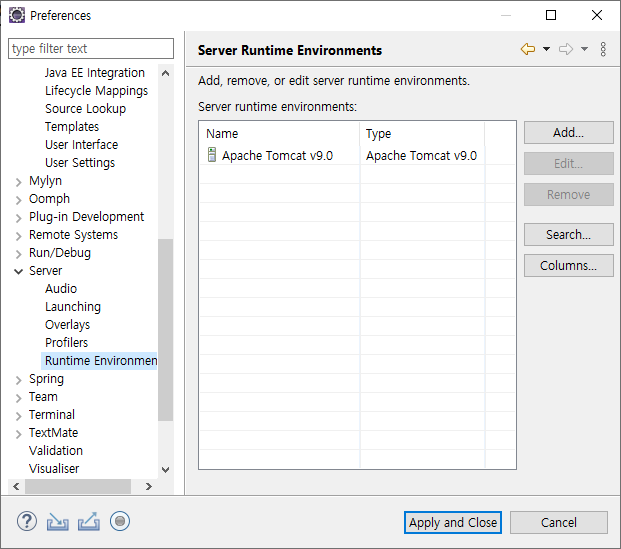 Preferences
type filter text
Java EE Integration
Lifecycle Mappings
Source Lookup
Templates
User Interface
User Settings
Mylyn
Oomph
Plug-in Development
Remote Systems
Run/Debug
Server
Audio
Launching
Overlays
Profilers
Runtime Environmen
Spring
Team
Terminal
TextMate
Validation
Visualiser
Server Runtime Environments
Add, remove, or edit server runtime environments.
Server runtime environments:
Name Type
Apache Tomcat v9.0 Apache Tomcat v9.0
Add...
Edit...
Remove
Search...
Columns...
Apply and Close Cancel